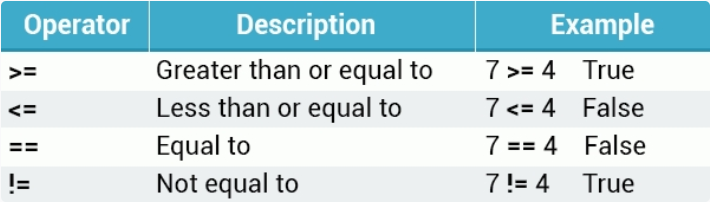 Operator Description Example
>= Greater than or equal to 7 >= 4 True
<= Less than or equal to 7 <= 4 False
== Equal to 7 == 4 False
!= Not equal to 7 != 4 True